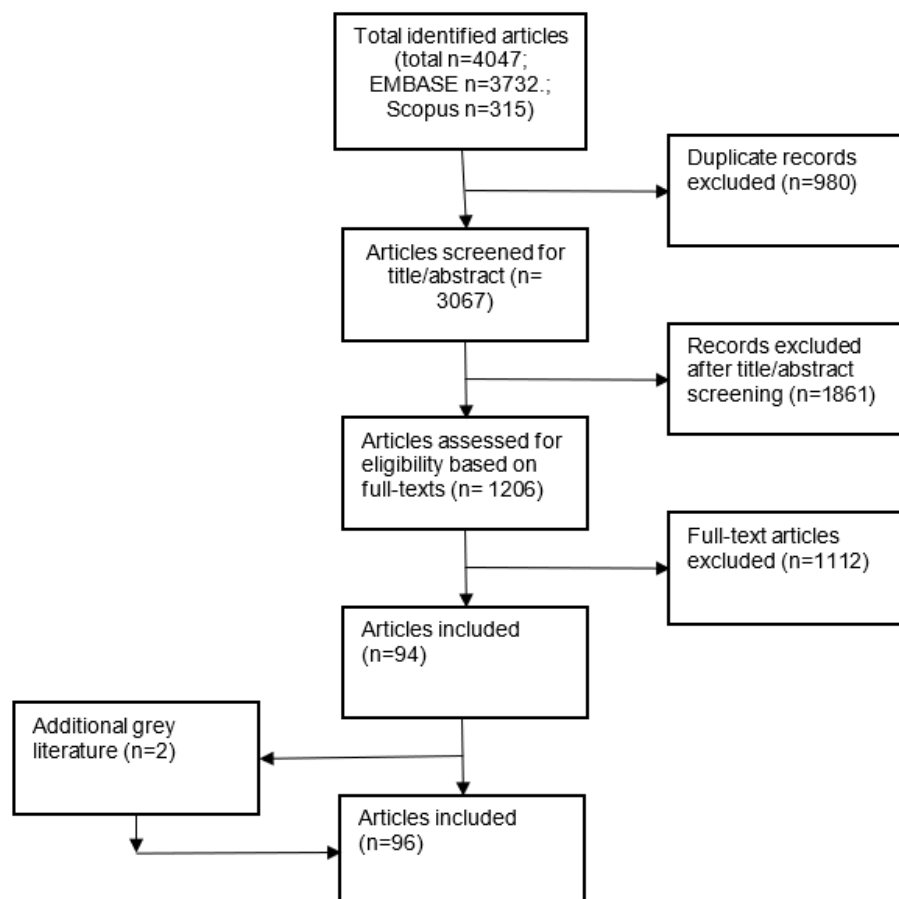 Total identified articles
(total n=4047;
EMBASE n=3732.;
Scopus n=315)
Duplicate records
excluded (n=980)
Articles screened for
title/abstract (n=
3067)
Records excluded
after title/abstract
screening (n=1861)
Articles assessed for
eligibility based on
full-texts (n= 1206)
Full-text articles
excluded (n=1112)
Articles included
(n=94)
Additional grey
literature (n=2)
Articles included
(n=96)